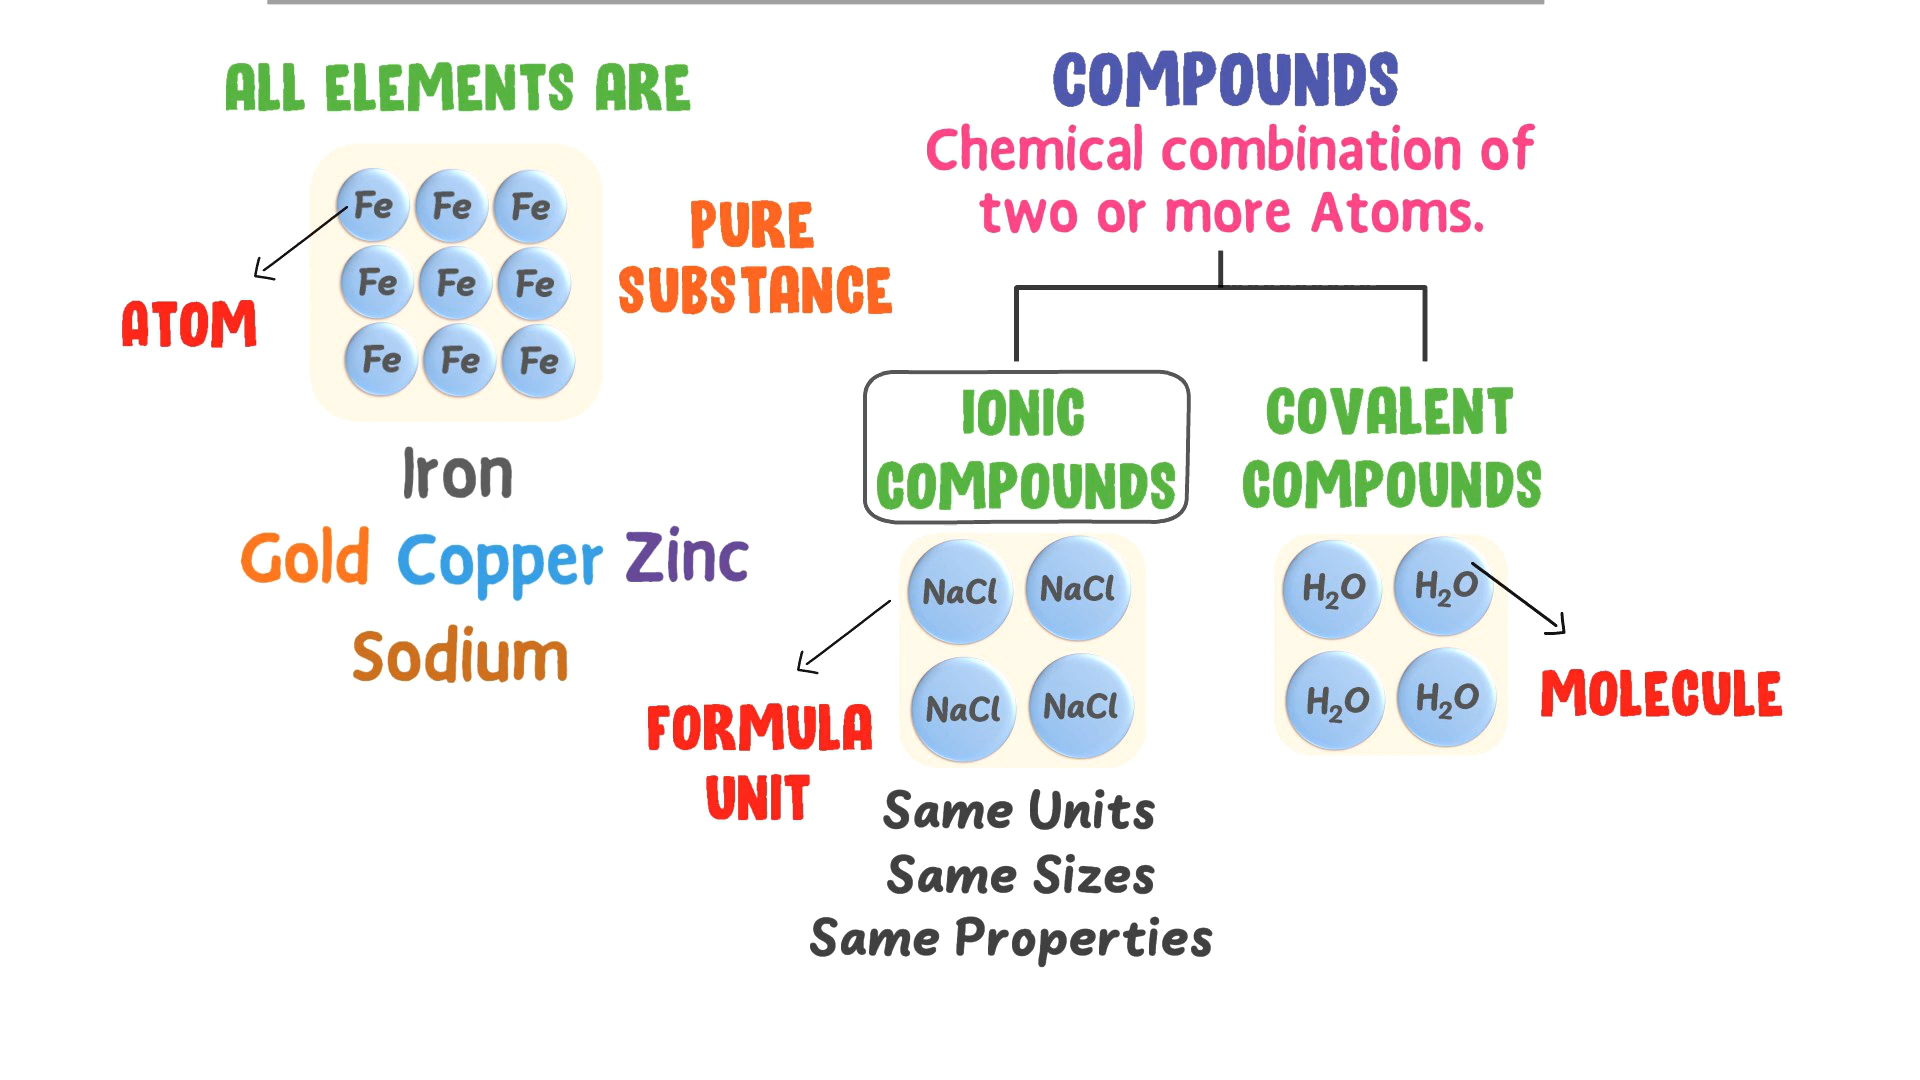 ALL ELEMENTS ARE
Fe Fe Fe
Fe Fe Fe
Fe Fe Fe
ATOM
PURE
SUBSTANCE
Iron
Gold Copper Zinc
Sodium
COMPOUNDS
Chemical combination of
two or more Atoms.
IONIC
COMPOUNDS
NaCl NaCl
NaCl NaCl
FORMULA
UNIT
Same Units
Same Sizes
Same Properties
COVALENT
COMPOUNDS
H₂O H₂O
H₂O H₂O
MOLECULE